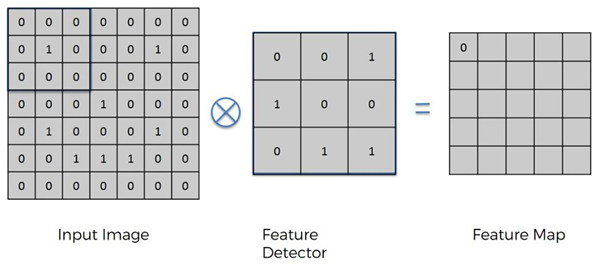 0 0 0 0 0 0 0
0 1 0 0 0 1 0
0 0 0 0 0 0 0
0 0 0 1 0 0 0
0 1 0 0 0 1 0
0 0 1 1 1 0 0
0 0 0 0 0 0 0
0 0 1
1 0 0
0 1 1
=
0
Input Image
Feature
Detector
Feature Map